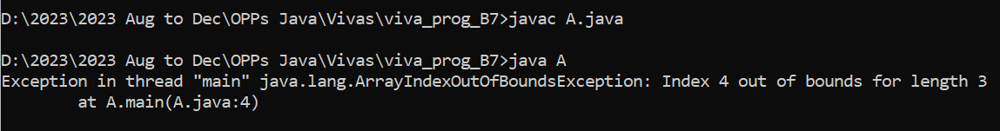 D:\2023\2023 Aug to Dec\OPPs Java\Vivas\viva_prog_B7>javac A.java
D:\2023\2023 Aug to Dec\OPPs Java\Vivas\viva_prog_B7>java A
Exception in thread "main" java.lang.ArrayIndexOutOfBoundsException: Index 4 out of bounds for length 3
        at A.main(A.java:4)